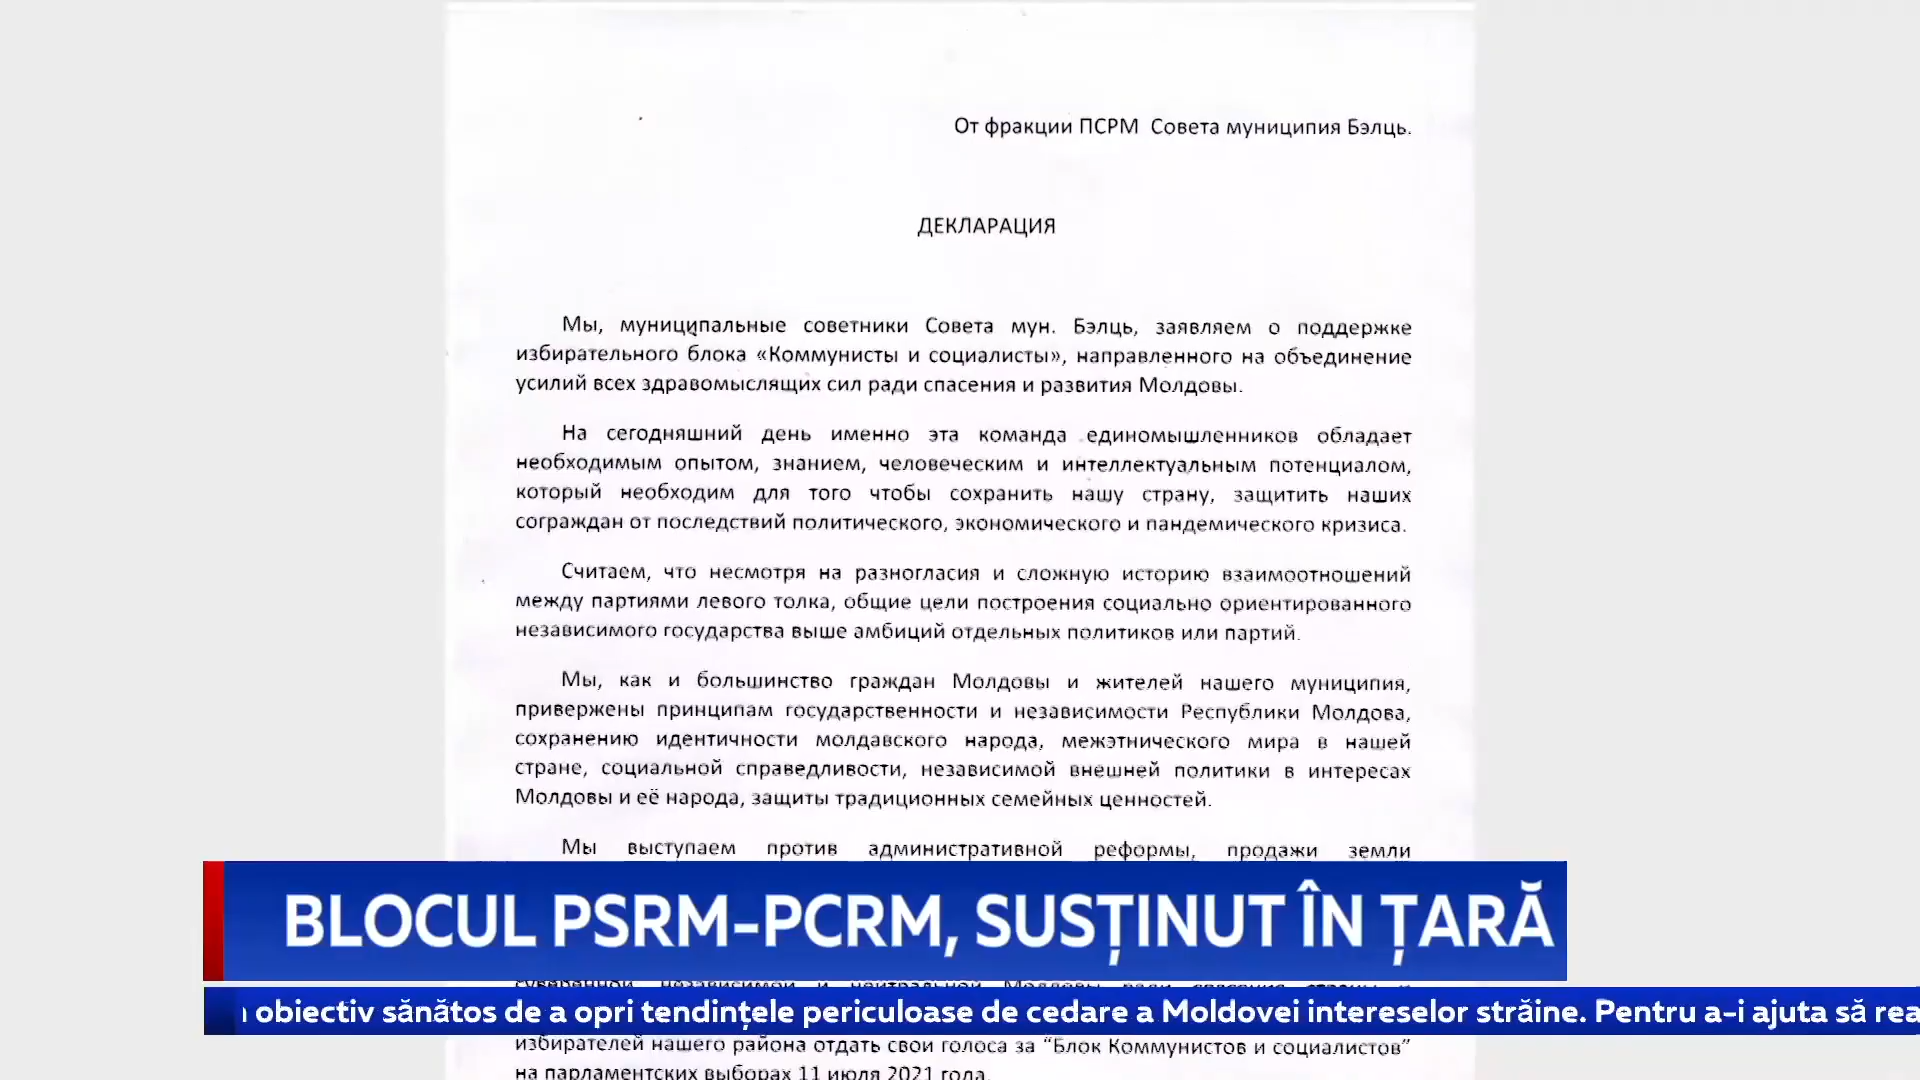 От фракции ПСРМ Совета муниципия Бэлць.
ДЕКЛАРАЦИЯ
Мы, муниципальные советники Совета мун. Бэлць, заявляем о поддержке
избирательного блока «Коммунисты и социалисты», направленного на объединение
усилий всех здравомыслящих сил ради спасения и развития Молдовы.
На сегодняшний день именно эта команда единомышленников обладает
необходимым опытом, знанием, человеческим и интеллектуальным потенциалом,
который необходим для того чтобы сохранить нашу страну, защитить наших
сограждан от последствий политического, экономического и пандемического кризиса.
Считаем, что несмотря на разногласия и сложную историю взаимоотношений
между партиями левого толка, общие цели построения социально ориентированного
независимого государства выше амбиций отдельных политиков или партий.
Мы, как и большинство граждан Молдовы и жителей нашего муниципия,
привержены принципам государственности и независимости Республики Молдова,
сохранению идентичности молдавского народа, межэтнического мира в нашей
стране, социальной справедливости, независимой внешней политики в интересах
Молдовы и её народа, защиты традиционных семейных ценностей.
Мы выступаем против административной реформы, продажи земли
BLOCUL PSRM-PCRM, SUSȚINUT ÎN ȚARĂ
obiectiv sănătos de a opri tendințele periculoase de cedare a Moldovei intereselor străine. Pentru a-i ajuta să rea
избирателей нашего района отдать свои голоса за “Блок Коммунистов и социалистов”
на парламентских выборах 11 июля 2021 года.